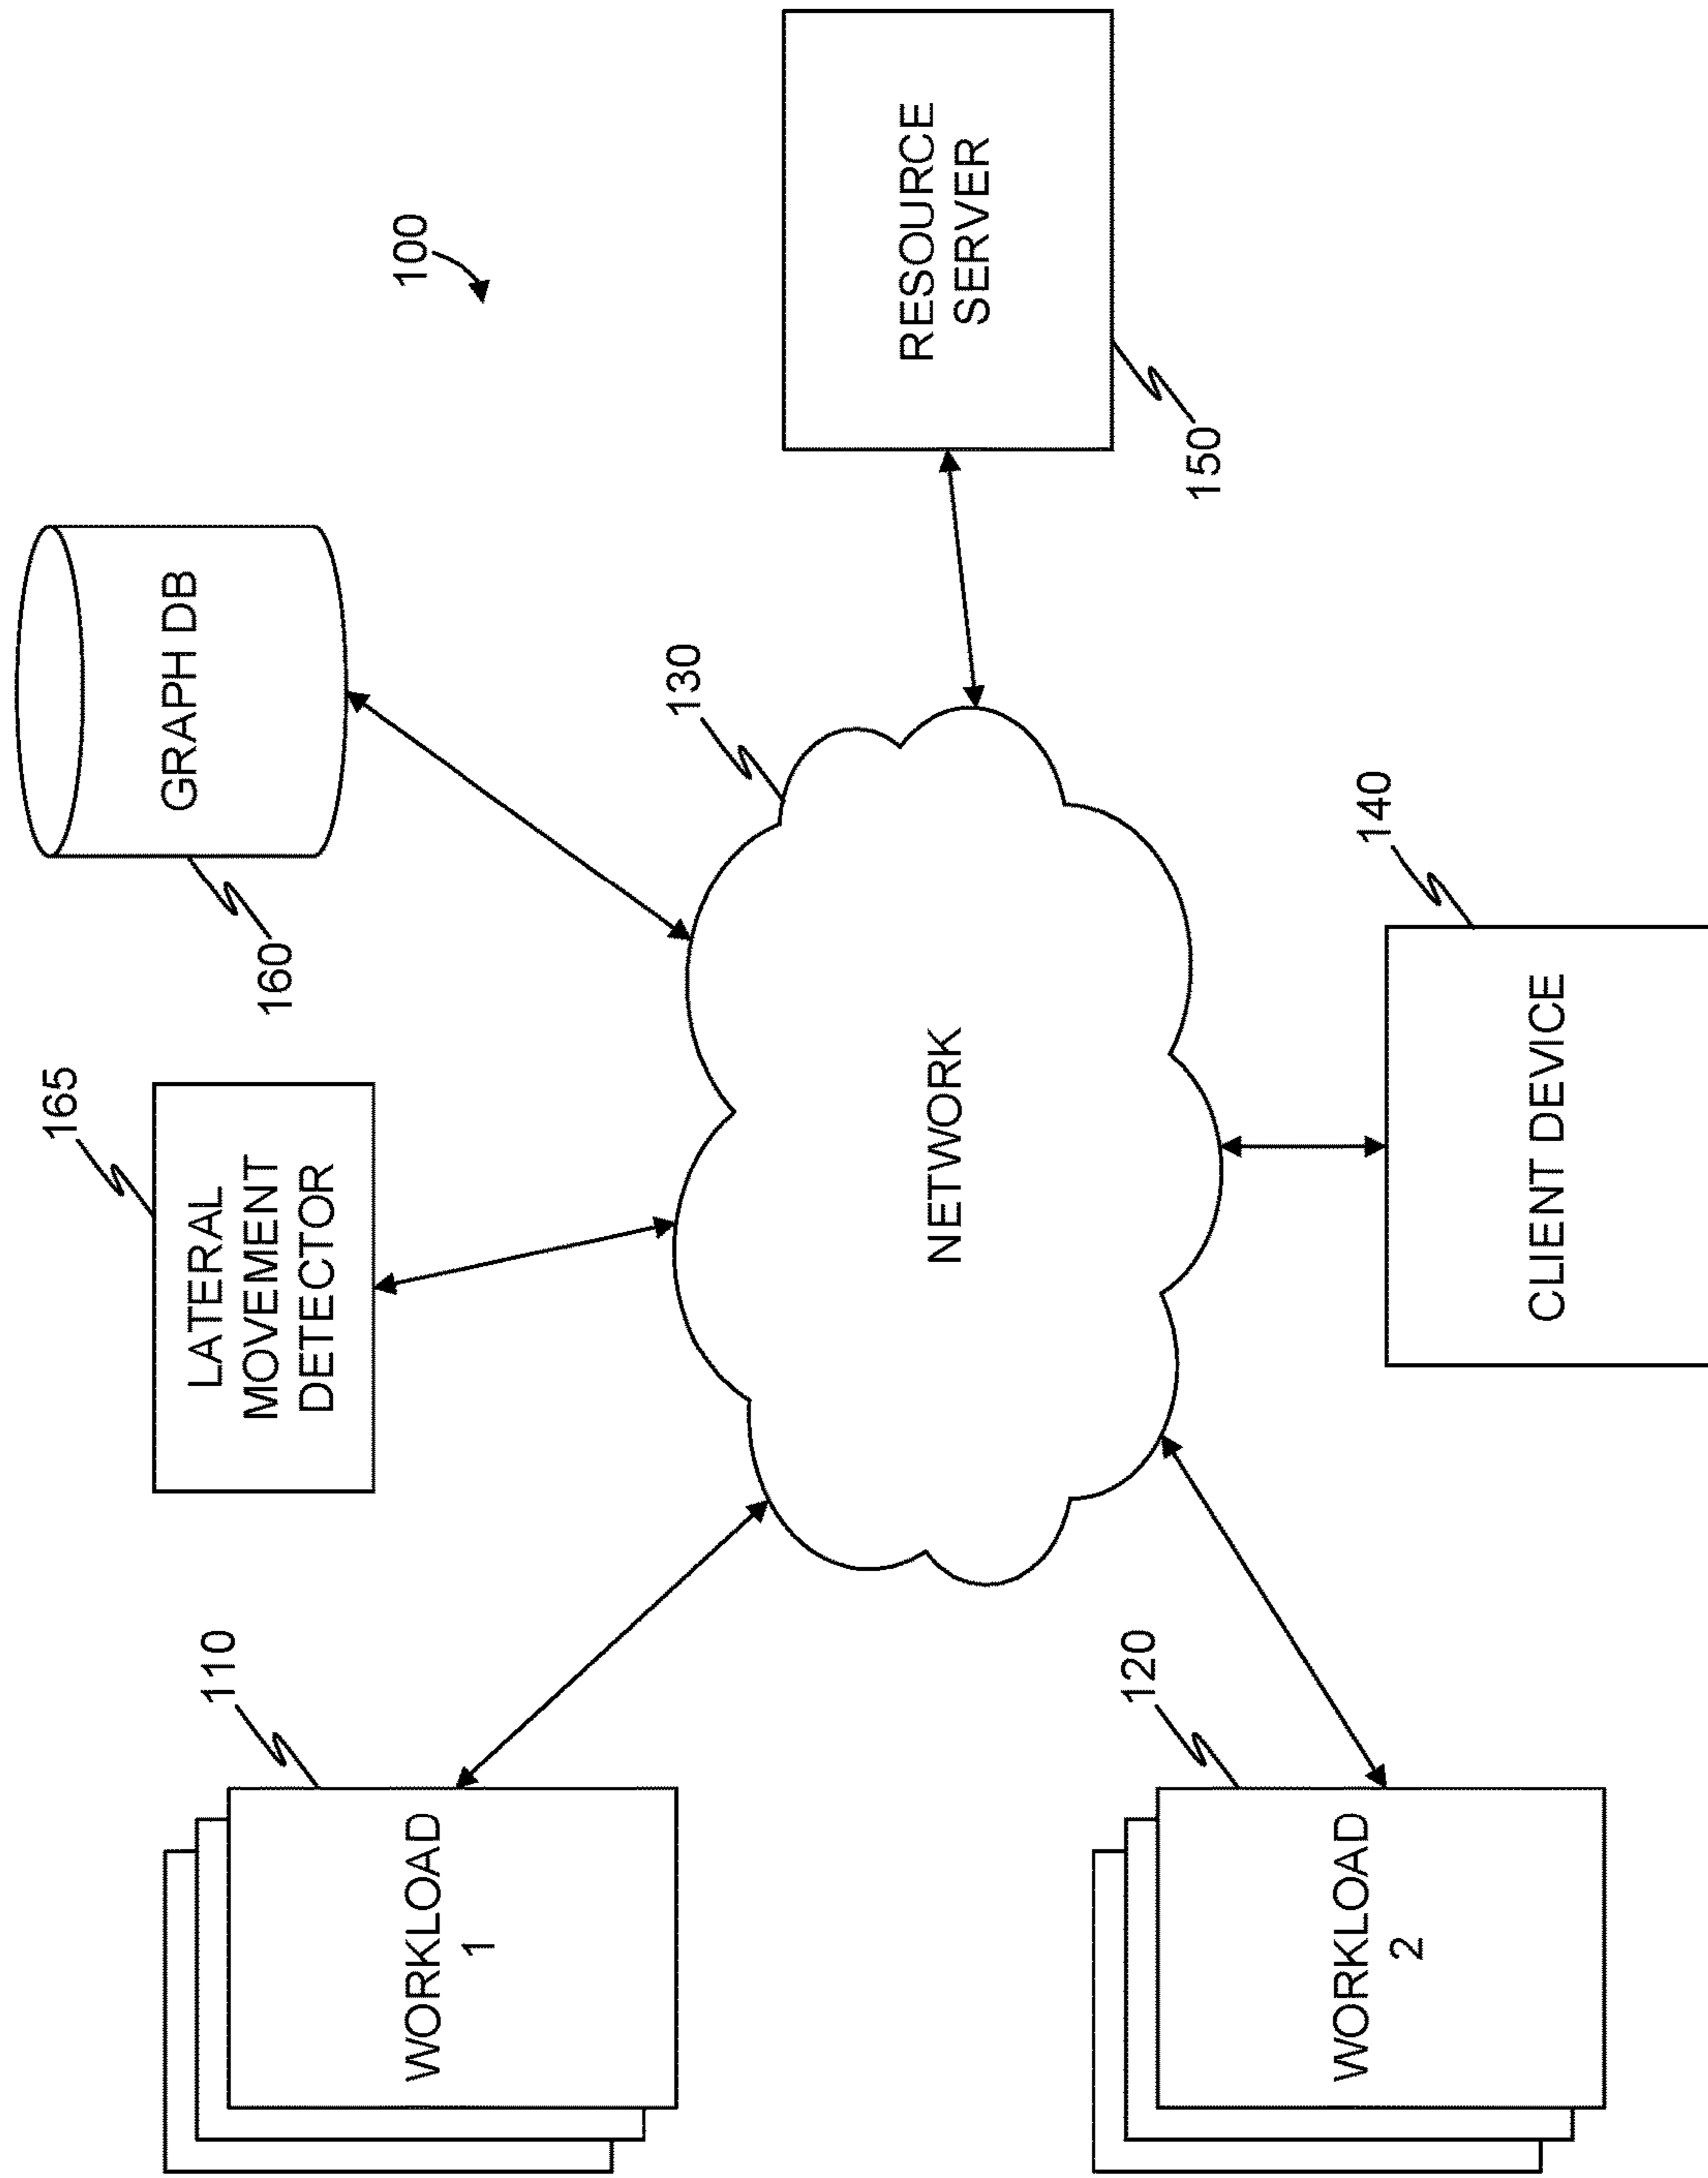 165
LATERAL
MOVEMENT
DETECTOR
GRAPH DB
110
160
100
WORKLOAD
1
130
NETWORK
RESOURCE
SERVER
120
150
WORKLOAD
2
140
CLIENT DEVICE